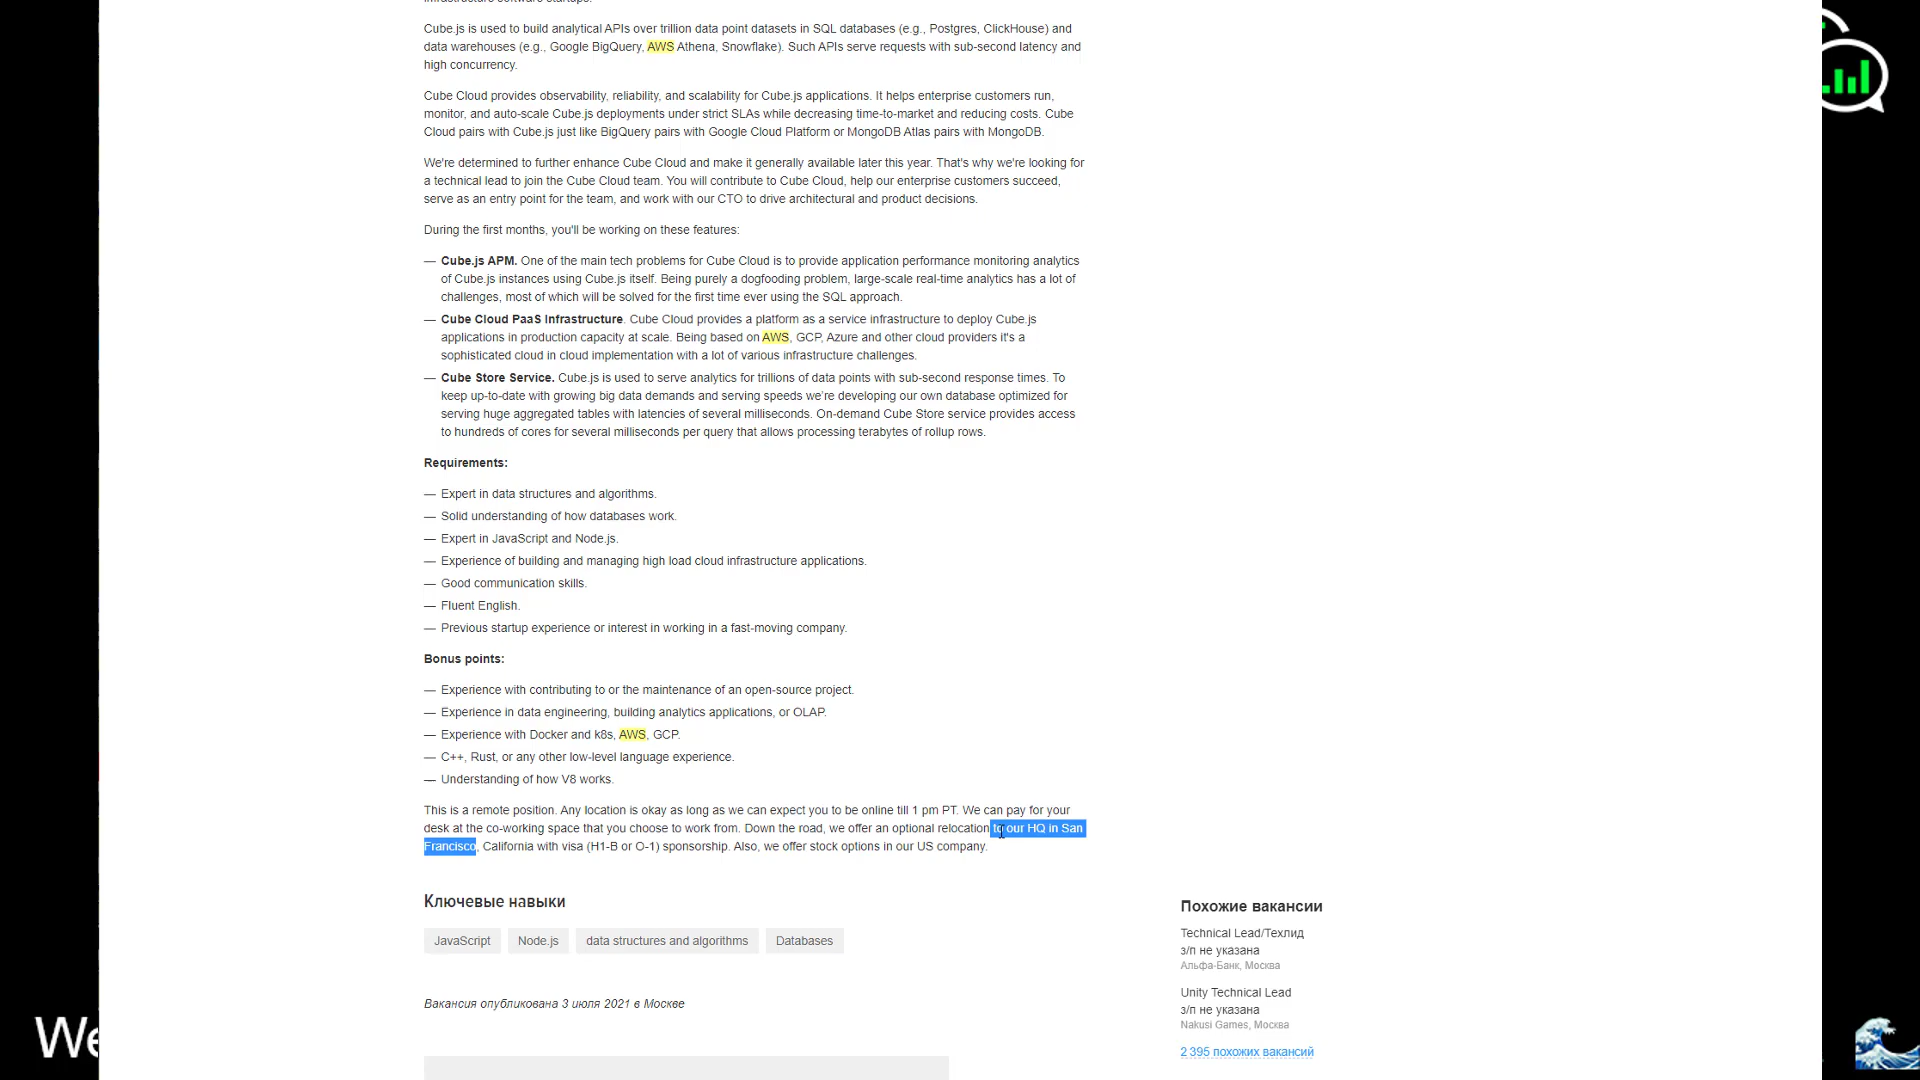 Cube.js is used to build analytical APIs over trillion data point datasets in SQL databases (e.g., Postgres, ClickHouse) and
data warehouses (e.g., Google BigQuery, AWS Athena, Snowflake). Such APIs serve requests with sub-second latency and
high concurrency.
Cube Cloud provides observability, reliability, and scalability for Cube.js applications. It helps enterprise customers run,
monitor, and auto-scale Cube.js deployments under strict SLAs while decreasing time-to-market and reducing costs. Cube
Cloud pairs with Cube.js just like BigQuery pairs with Google Cloud Platform or MongoDB Atlas pairs with MongoDB.
We're determined to further enhance Cube Cloud and make it generally available later this year. That's why we're looking for
a technical lead to join the Cube Cloud team. You will contribute to Cube Cloud, help our enterprise customers succeed,
serve as an entry point for the team, and work with our CTO to drive architectural and product decisions.
During the first months, you'll be working on these features:
— Cube.js APM. One of the main tech problems for Cube Cloud is to provide application performance monitoring analytics
of Cube.js instances using Cube.js itself. Being purely a dogfooding problem, large-scale real-time analytics has a lot of
challenges, most of which will be solved for the first time ever using the SQL approach.
— Cube Cloud PaaS Infrastructure. Cube Cloud provides a platform as a service infrastructure to deploy Cube.js
applications in production capacity at scale. Being based on AWS, GCP, Azure and other cloud providers it's a
sophisticated cloud in cloud implementation with a lot of various infrastructure challenges.
— Cube Store Service. Cube.js is used to serve analytics for trillions of data points with sub-second response times. To
keep up-to-date with growing big data demands and serving speeds we're developing our own database optimized for
serving huge aggregated tables with latencies of several milliseconds. On-demand Cube Store service provides access
to hundreds of cores for several milliseconds per query that allows processing terabytes of rollup rows.
Requirements:
— Expert in data structures and algorithms.
— Solid understanding of how databases work.
— Expert in JavaScript and Node.js.
— Experience of building and managing high load cloud infrastructure applications.
— Good communication skills.
— Fluent English.
— Previous startup experience or interest in working in a fast-moving company.
Bonus points:
— Experience with contributing to or the maintenance of an open-source project.
— Experience in data engineering, building analytics applications, or OLAP.
— Experience with Docker and k8s, AWS, GCP.
— C++, Rust, or any other low-level language experience.
— Understanding of how V8 works.
This is a remote position. Any location is okay as long as we can expect you to be online till 1 pm PT. We can pay for your
desk at the co-working space that you choose to work from. Down the road, we offer an optional relocation to our HQ in San
Francisco, California with visa (H1-B or O-1) sponsorship. Also, we offer stock options in our US company.
Ключевые навыки
JavaScript Node.js data structures and algorithms Databases
Вакансия опубликована 3 июля 2021 в Москве
Похожие вакансии
Technical Lead/Техлид
з/п не указана
Альфа-Банк, Москва
Unity Technical Lead
з/п не указана
Nakusi Games, Москва
2 395 похожих вакансий
We